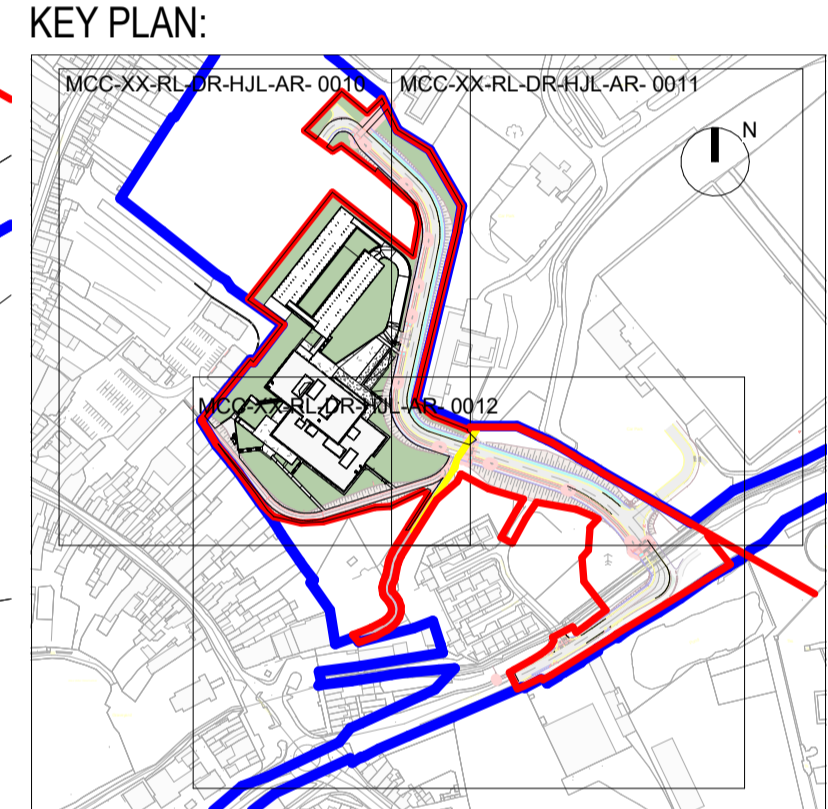 KEY PLAN:
MCC-XX-RL-DR-HJL-AR- 0010
MCC-XX-RL-DR-HJL-AR- 0011
N
MCC-XX-RL-DR-HJL-AR- 0012